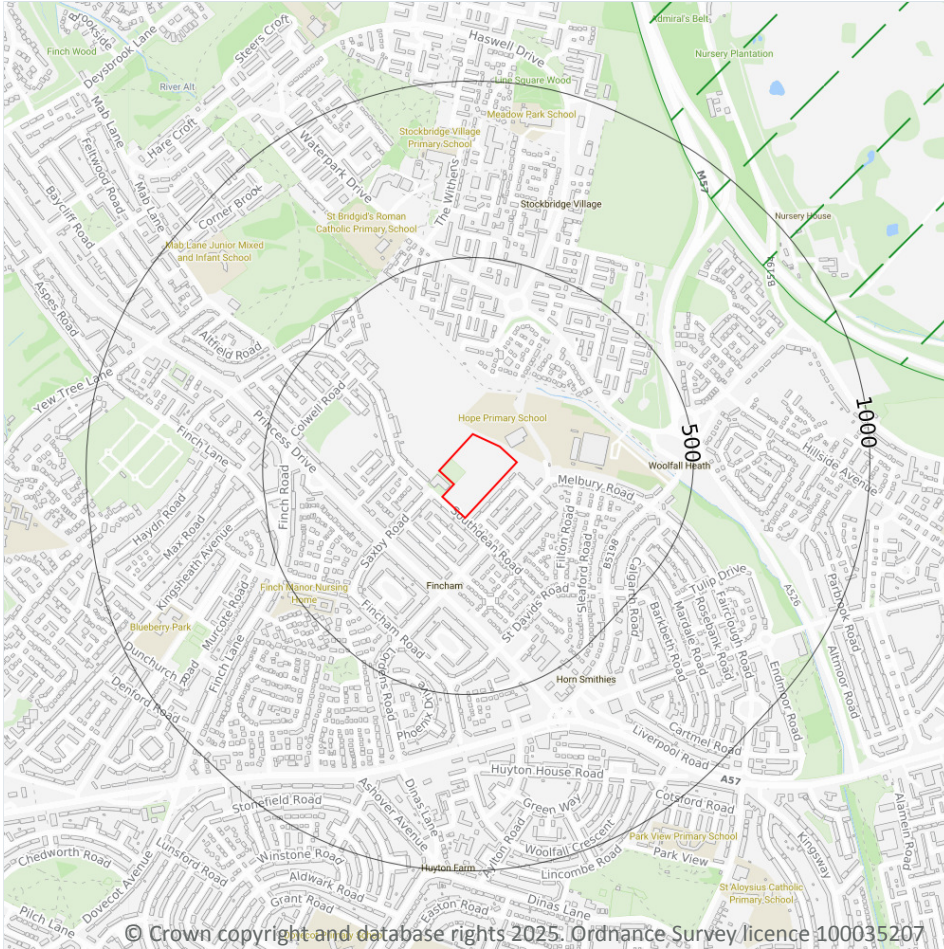 Admiral's Belt
Brookside
Finch Wood
Deysbrook Lane
Steers Croft
Haswell Drive
Nursery Plantation
River Alt
Line Square Wood
Mab Lane
Meadow Park School
Feltwood Road
Hare Croft
Stockbridge Village
Primary School
Waterpark Drive
M57
Baycliff Road
Mab Lane
Corner Brook
The Withens
Stockbridge Village
St Bridgid's Roman
Catholic Primary School
Nursery House
Mab Lane Junior Mixed
and Infant School
B5194
Aspes Road
Altfield Road
Yew Tree Lane
Colwell Road
Princess Drive
Finch Lane
Hope Primary School
500
1000
Hillside Avenue
Woolfall Heath
Finch Road
Melbury Road
Haydn Road
Max Road
Kingsheath Avenue
Saxby Road
Southdean Road
Filton Road
Sleaford Road
B5198
Calgarth Road
Tulip Drive
Finch Manor Nursing
Home
Fincham
A526
Fairclough Road
Rosebank Road
Mardale Road
Barkbeth Road
Parbrook Road
Blueberry Park
Murcote Road
Fincham Road
St Davids Road
Dunchurch Road
Finch Lane
Lordens Road
Altmoor Road
Denford Road
Phoenix Drive
Horn Smithies
Endmoor Road
Liverpool Road
Cartmel Road
Huyton House Road
A57
Stonefield Road
Ashover Avenue
Dinas Lane
Green Way
Cotsford Road
Alamein Road
Park View Primary School
Kingsway
Chedworth Road
Lunsford Road
Winstone Road
Woolfall Crescent
Park View
Dovecot Avenue
Huyton Farm
Aylton Road
Lincombe Road
Aldwark Road
St Aloysius Catholic
Primary School
Grant Road
Easton Road
Dinas Lane
Pilch Lane
© Crown copyright and database rights 2025. Ordnance Survey licence 100035207